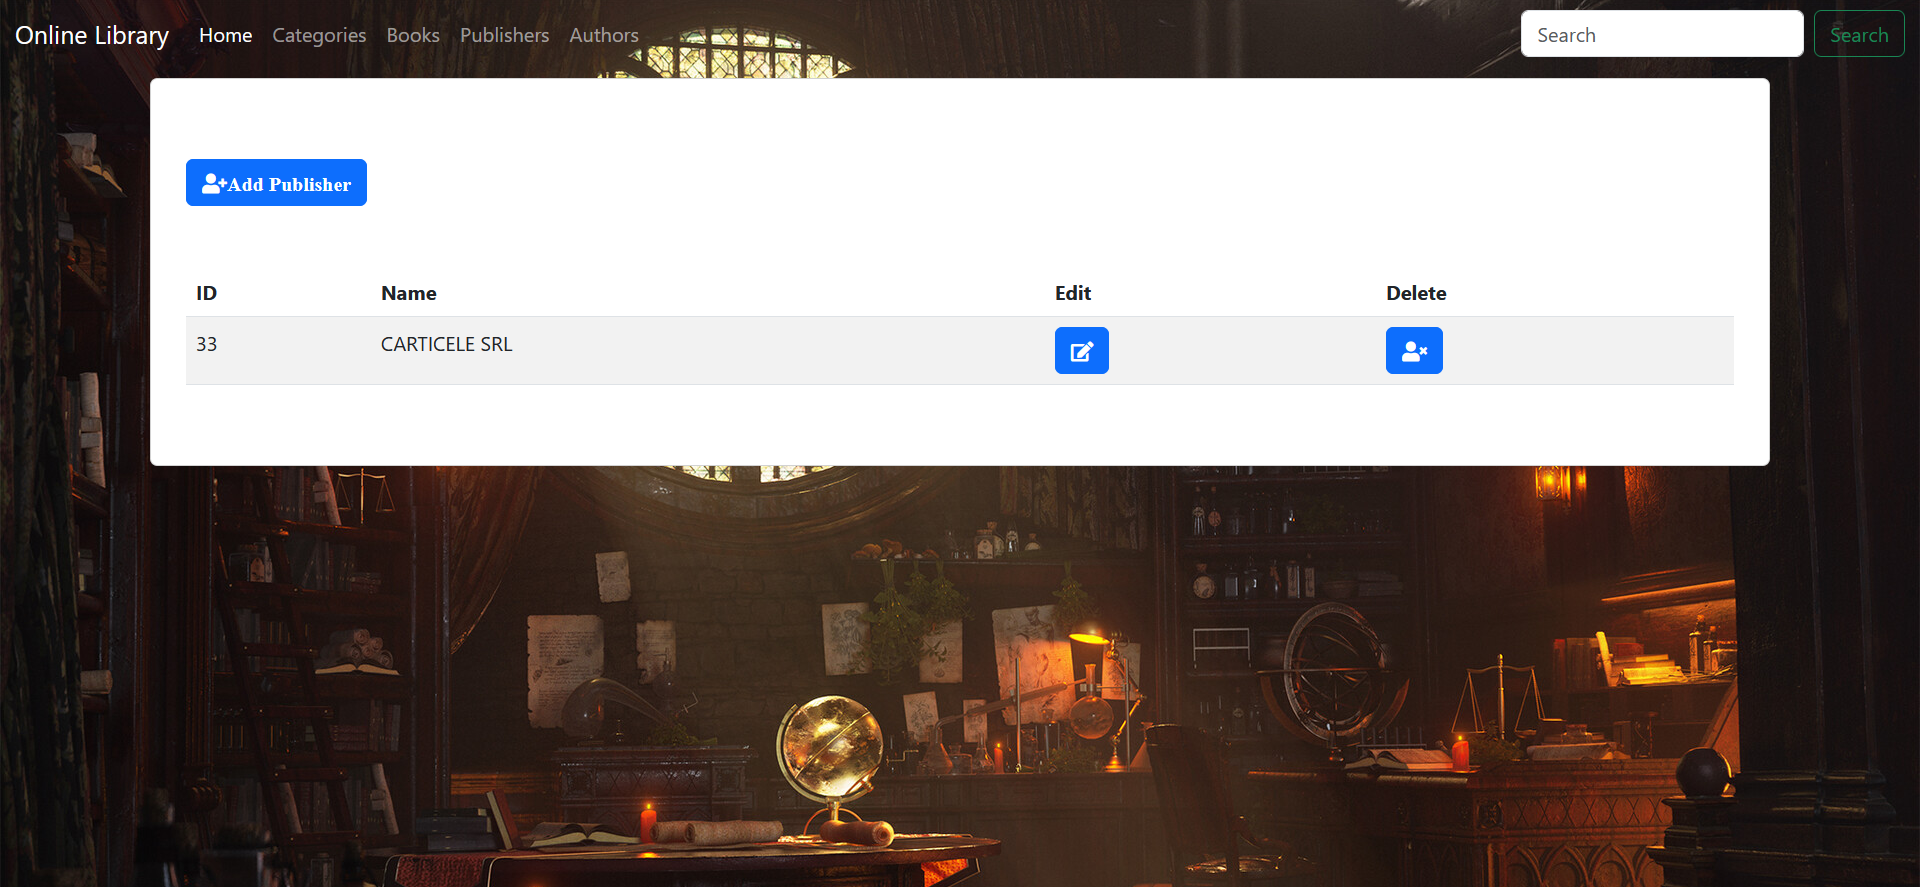 Online Library Home Categories Books Publishers Authors Search Search
Add Publisher
ID Name Edit Delete
33 CARTICELE SRL